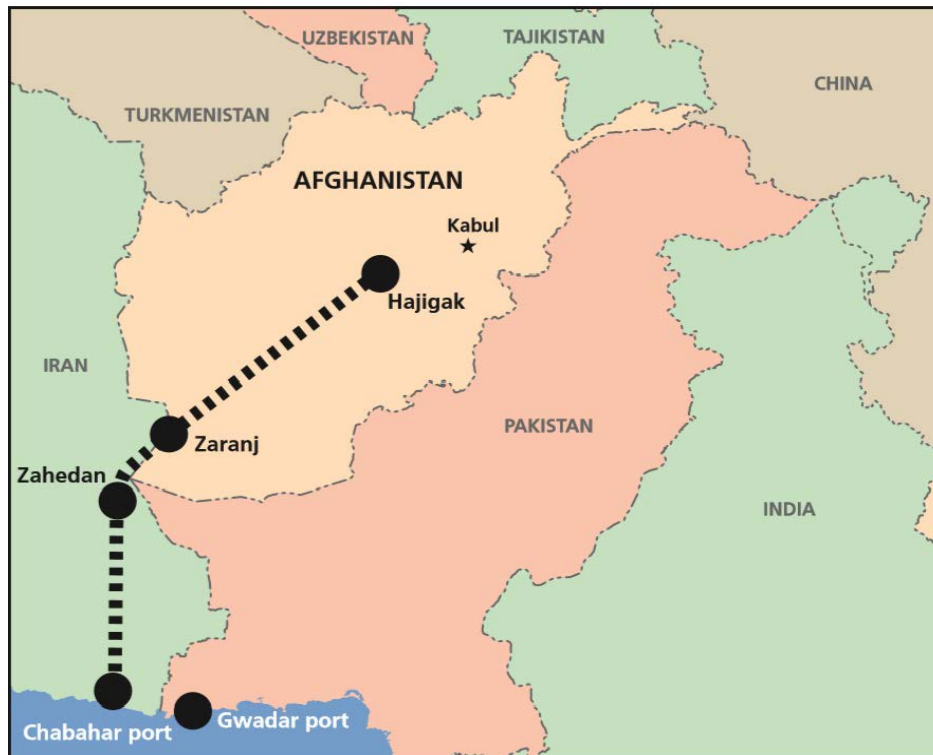 UZBEKISTAN
TAJIKISTAN
CHINA
TURKMENISTAN
AFGHANISTAN
Kabul
Hajigak
IRAN
Zaranj
PAKISTAN
Zahedan
INDIA
Chabahar port
Gwadar port